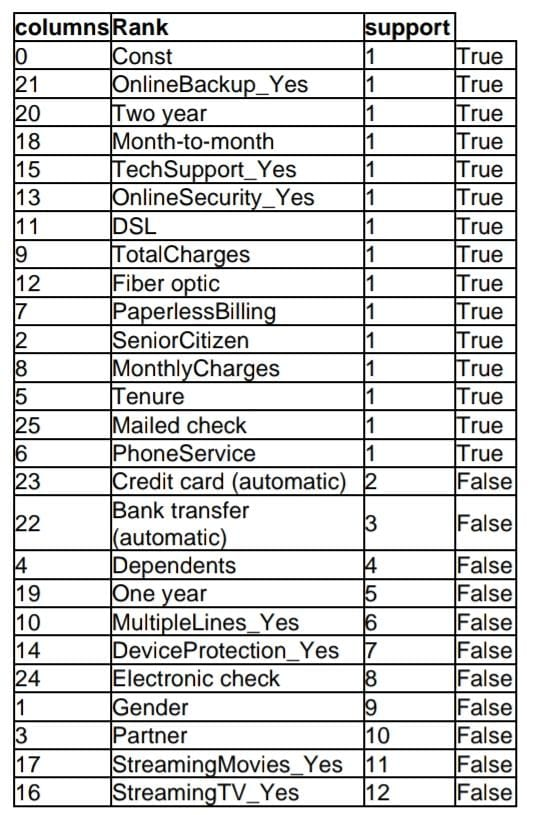 columns Rank support
0 Const 1 True
21 OnlineBackup_Yes 1 True
20 Two year 1 True
18 Month-to-month 1 True
15 TechSupport_Yes 1 True
13 OnlineSecurity_Yes 1 True
11 DSL 1 True
9 TotalCharges 1 True
12 Fiber optic 1 True
7 PaperlessBilling 1 True
2 SeniorCitizen 1 True
8 MonthlyCharges 1 True
5 Tenure 1 True
25 Mailed check 1 True
6 PhoneService 1 True
23 Credit card (automatic) 2 False
22 Bank transfer
(automatic) 3 False
4 Dependents 4 False
19 One year 5 False
10 MultipleLines_Yes 6 False
14 DeviceProtection_Yes 7 False
24 Electronic check 8 False
1 Gender 9 False
3 Partner 10 False
17 StreamingMovies_Yes 11 False
16 StreamingTV_Yes 12 False